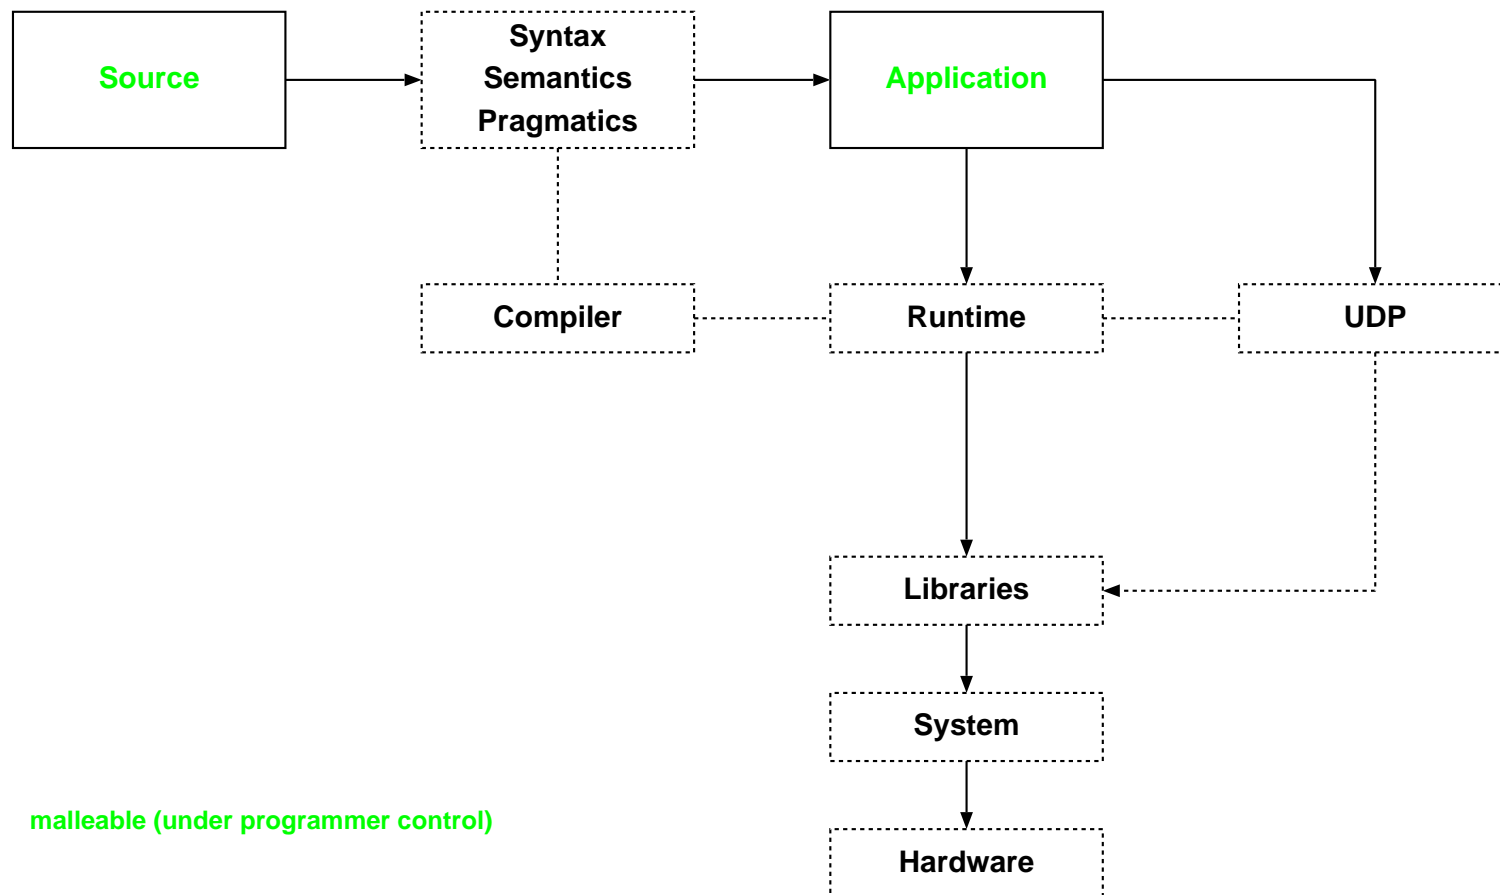 Syntax
Source
Semantics
Application
Pragmatics
Compiler
Runtime
UDP
Libraries
System
malleable (under programmer control)
Hardware